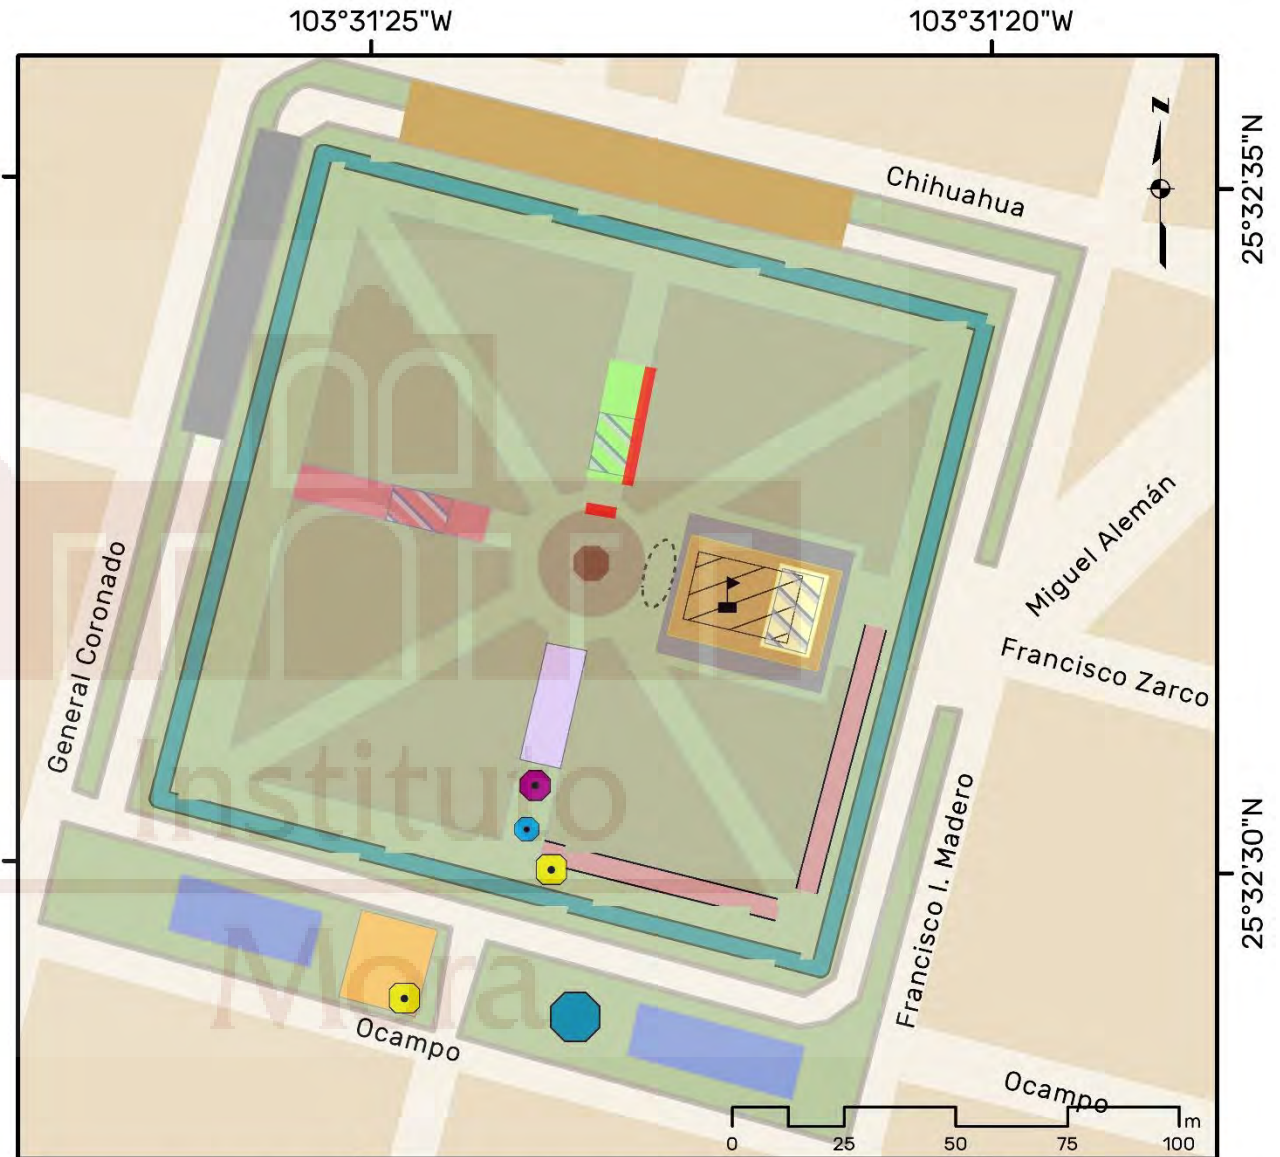 103°31'25"W
103°31'20"W
N
25°32'35"N
Chihuahua
Miguel Alemán
Francisco Zarco
General Coronado
Instituto
Francisco I. Madero
25°32'30"N
Mora
Ocampo
Ocampo
m
0 25 50 75 100